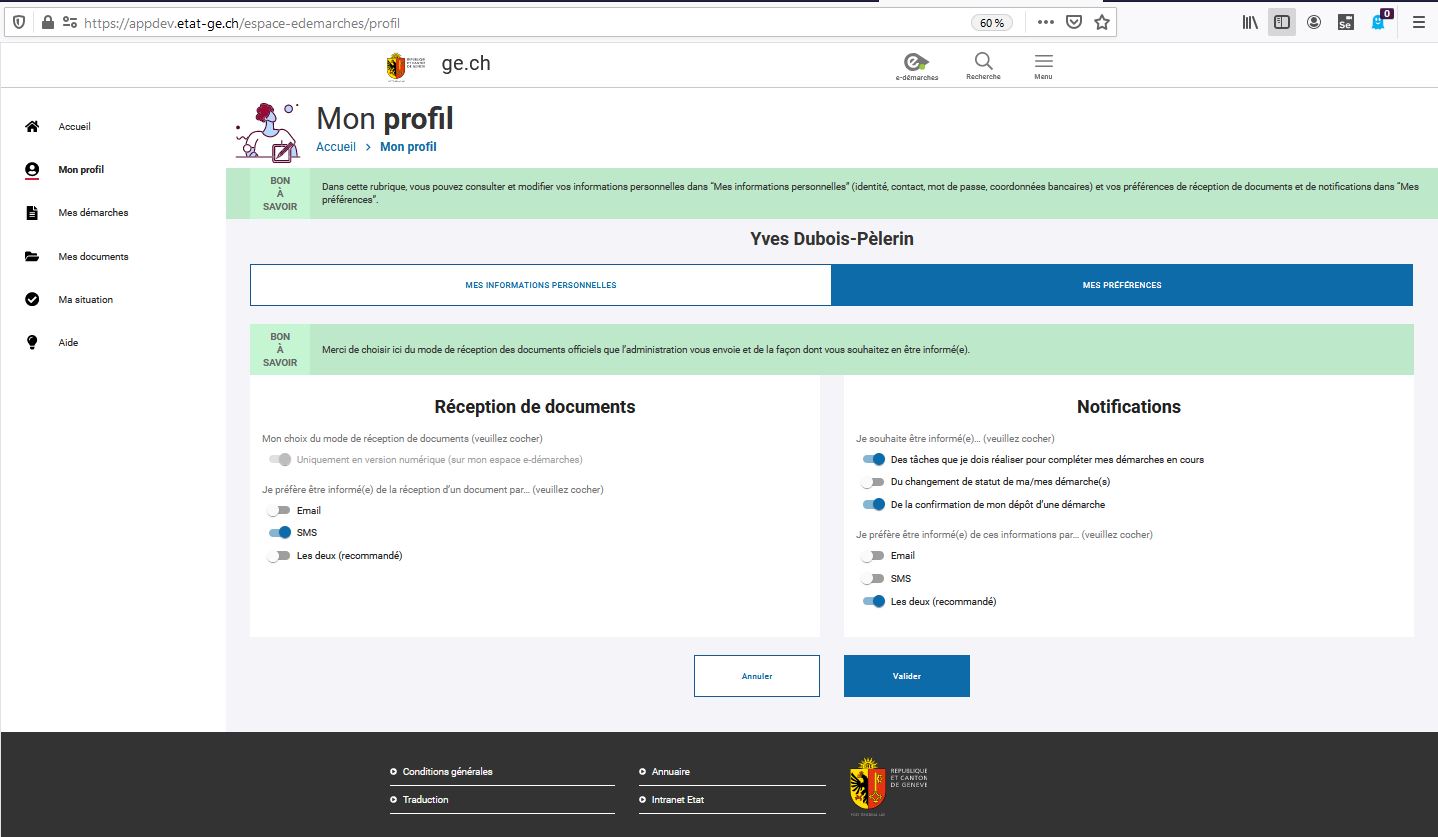 https://appdev.etat-ge.ch/espace-edemarches/profil
60 %
Se
0
REPUBLIQUE
ET CANTON
DE GENEVE
ge.ch
e-démarches
Recherche
Menu
Accueil
Mon profil
Mes démarches
Mes documents
Ma situation
Aide
Mon profil
Accueil > Mon profil
BON
À
SAVOIR
Dans cette rubrique, vous pouvez consulter et modifier vos informations personnelles dans "Mes informations personnelles" (identité, contact, mot de passe, coordonnées bancaires) et vos préférences de réception de documents et de notifications dans "Mes
préférences".
Yves Dubois-Pèlerin
MES INFORMATIONS PERSONNELLES
MES PRÉFÉRENCES
BON
À
SAVOIR
Merci de choisir ici du mode de réception des documents officiels que l'administration vous envoie et de la façon dont vous souhaitez en être informé(e).
Réception de documents
Mon choix du mode de réception de documents (veuillez cocher)
Uniquement en version numérique (sur mon espace e-démarches)
Je préfère être informé(e) de la réception d'un document par... (veuillez cocher)
Email
SMS
Les deux (recommandé)
Notifications
Je souhaite être informé(e)... (veuillez cocher)
Des tâches que je dois réaliser pour compléter mes démarches en cours
Du changement de statut de ma/mes démarche(s)
De la confirmation de mon dépôt d'une démarche
Je préfère être informé(e) de ces informations par... (veuillez cocher)
Email
SMS
Les deux (recommandé)
Annuler
Valider
Conditions générales
Traduction
Annuaire
Intranet Etat
REPUBLIQUE
ET CANTON
DE GENEVE
POST TENEBRAS LUX